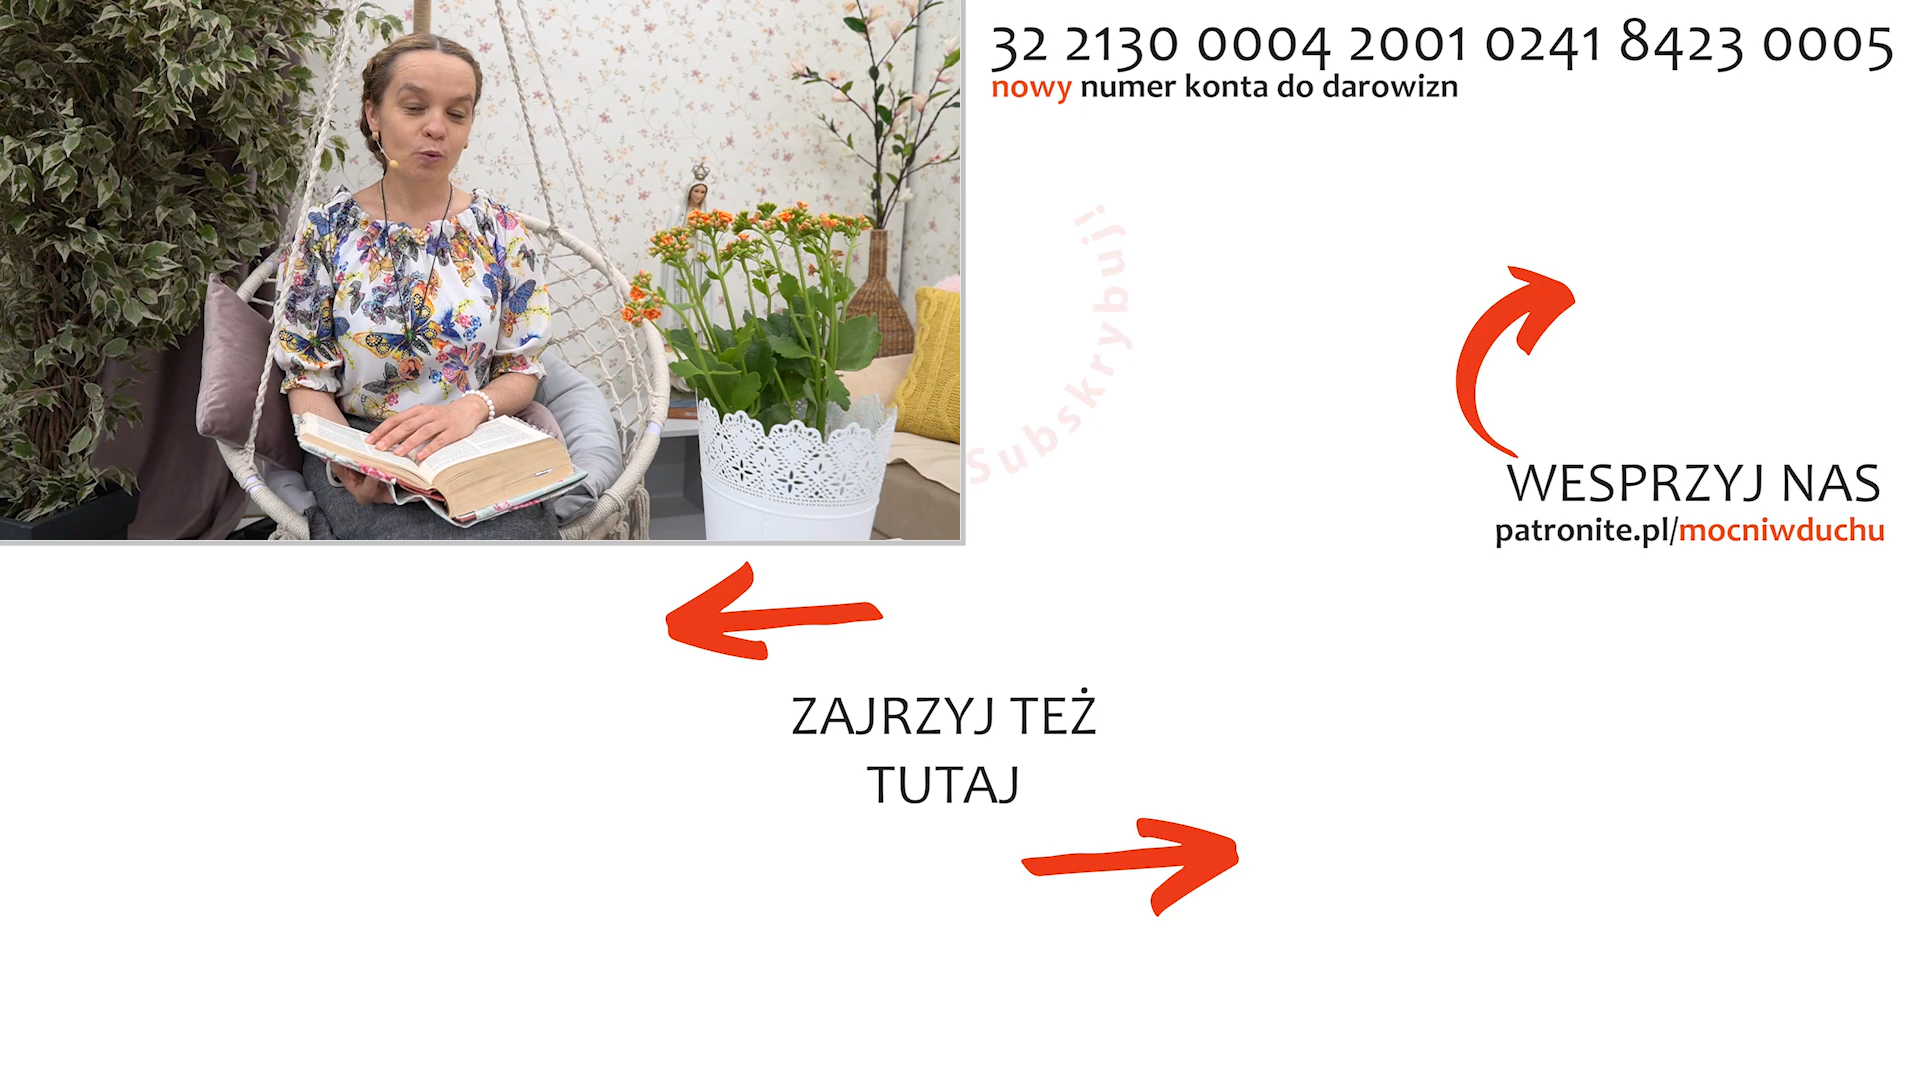 32 2130 0004 2001 0241 8423 0005
nowy numer konta do darowizn
Subskrybuj
WESPRZYJ NAS
patronite.pl/mocniwduchu
ZAJRZYJ TEŻ
TUTAJ